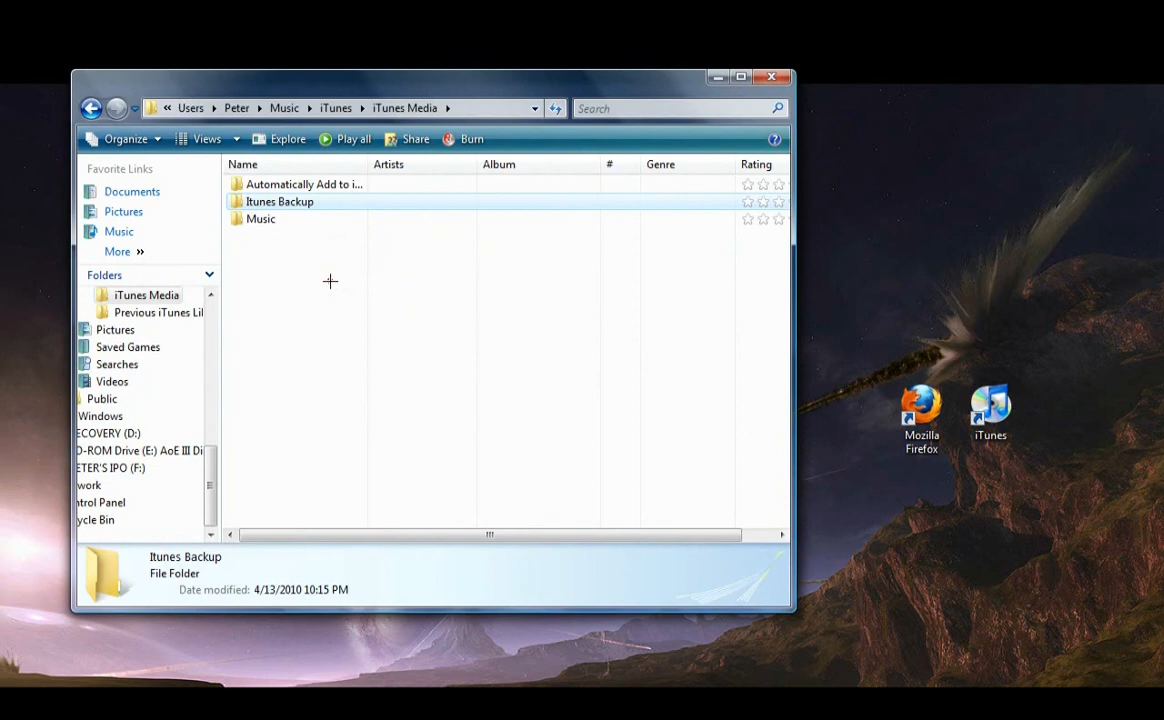 « Users Peter Music iTunes iTunes Media
Search
Organize Views Explore Play all Share Burn
Favorite Links
Documents
Pictures
Music
More »
Folders
iTunes Media
Previous iTunes Lil
Pictures
Saved Games
Searches
Videos
Public
Windows
ECOVERY (D:)
D-ROM Drive (E:) AoE III Di
ETER'S IPO (F:)
work
ntrol Panel
ycle Bin
Name Artists Album # Genre Rating
Automatically Add to i...
Itunes Backup
Music
Itunes Backup
File Folder
Date modified: 4/13/2010 10:15 PM
Mozilla
Firefox
iTunes